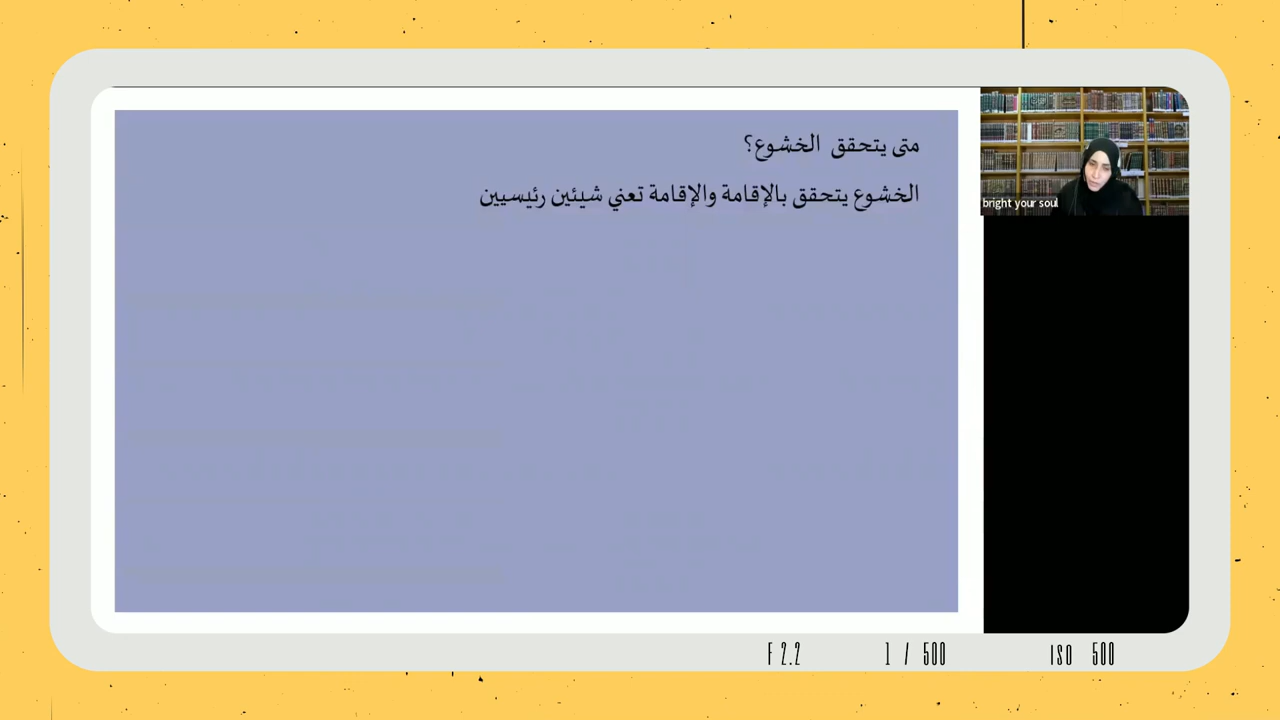 متى يتحقق الخشوع؟
الخشوع يتحقق بالإقامة والإقامة تعني شيئين رئيسيين
bright your soul
F 2.2 1 / 500 ISO 500